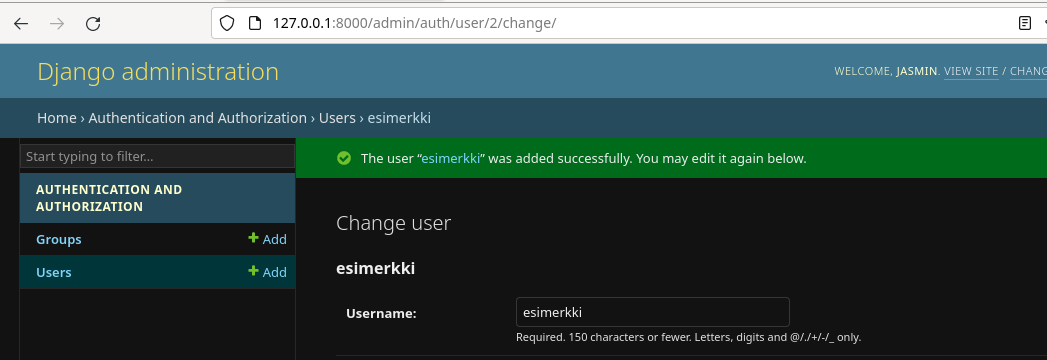 127.0.0.1:8000/admin/auth/user/2/change/
Django administration
WELCOME, JASMIN. VIEW SITE / CHANG
Home › Authentication and Authorization › Users › esimerkki
Start typing to filter...
The user “esimerkki” was added successfully. You may edit it again below.
AUTHENTICATION AND
AUTHORIZATION
Groups
+ Add
Users
+ Add
Change user
esimerkki
Username:
esimerkki
Required. 150 characters or fewer. Letters, digits and @/./+/-/_ only.